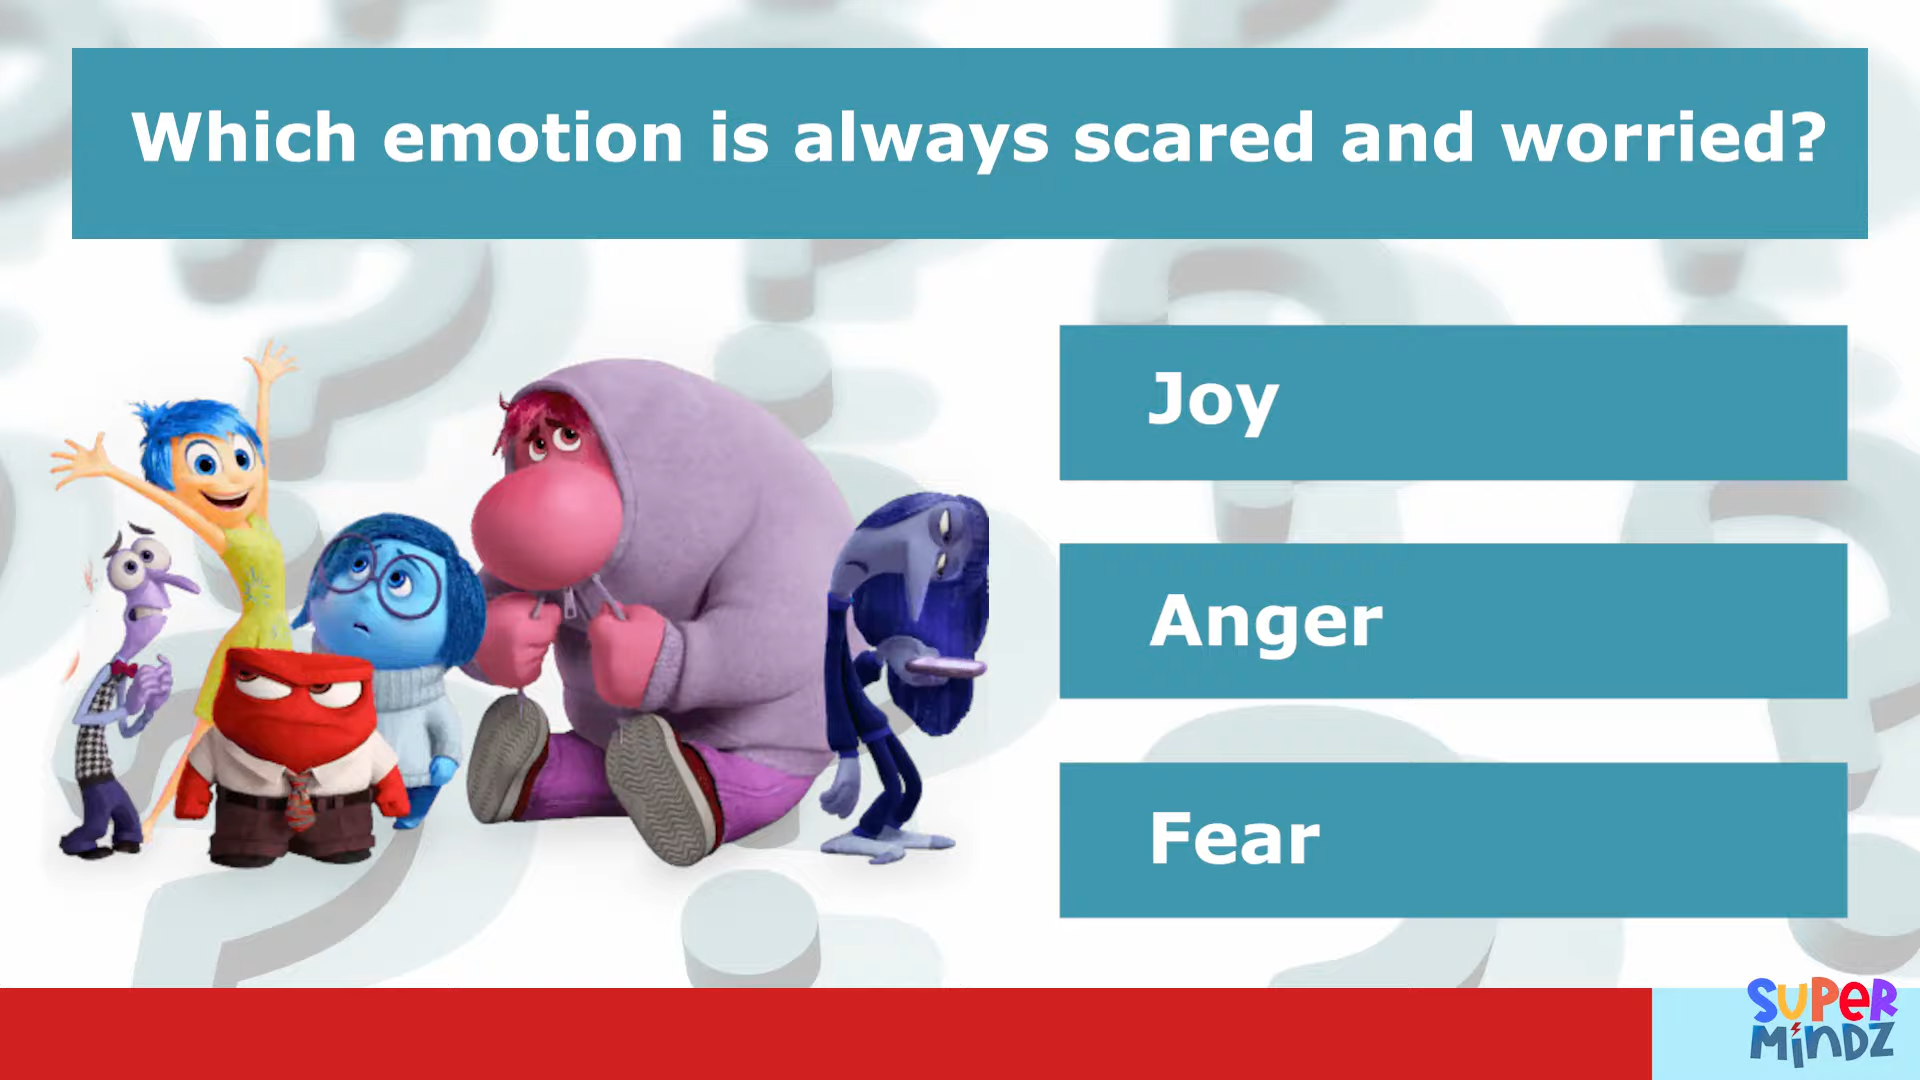 Which emotion is always scared and worried?
Joy
Anger
Fear
SUPER
MiNDZ